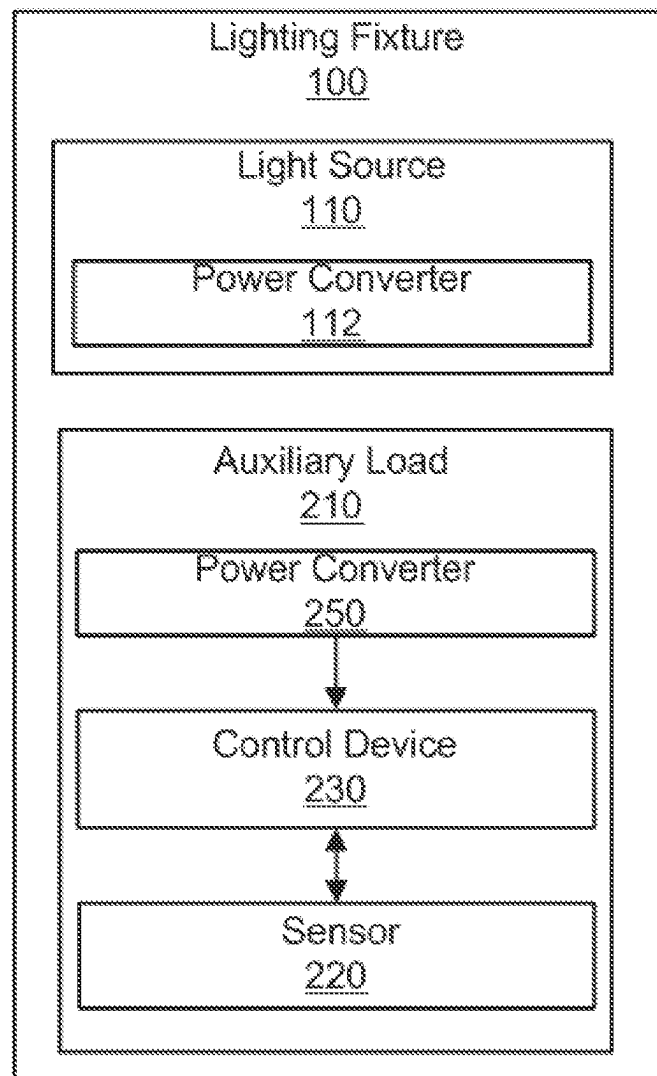 Lighting Fixture
100
Light Source
110
Power Converter
112
Auxiliary Load
210
Power Converter
250
Control Device
230
Sensor
220